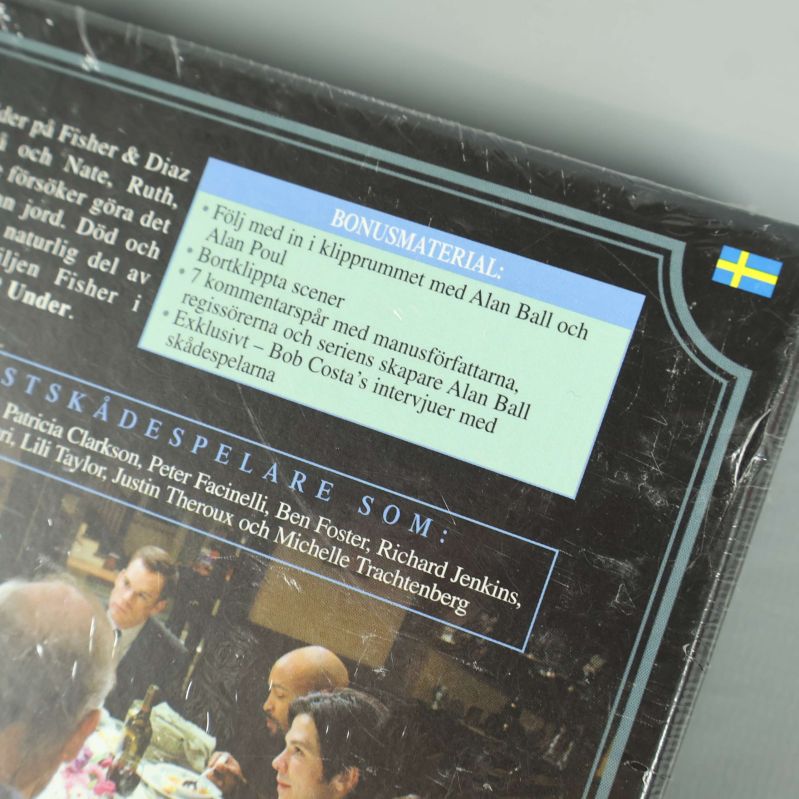 der på Fisher & Diaz
i och Nate, Ruth,
försöker göra det
jord. Död och
naturlig del av
Fisher i
Under.
BONUSMATERIAL:
• Följ med in i klipprummet med Alan Ball och
Alan Poul
• Bortklippta scener
• 7 kommentarspår med manusförfattarna,
regissörerna och seriens skapare Alan Ball
• Exklusivt – Bob Costa's intervjuer med
skådespelarna
STSKÅDESPELARE SOM:
Patricia Clarkson, Peter Facinelli, Ben Foster, Richard Jenkins,
ri, Lili Taylor, Justin Theroux och Michelle Trachtenberg